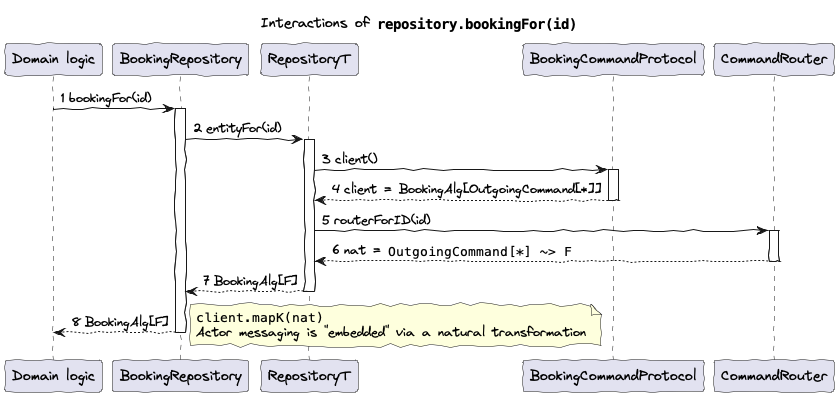 Interactions of repository.bookingFor(id)
Domain logic BookingRepository RepositoryT BookingCommandProtocol CommandRouter
1 bookingFor(id)
2 entityFor(id)
3 client()
4 client = BookingAlg[OutgoingCommand[*]]
5 routerForID(id)
6 nat = OutgoingCommand[*] ~> F
7 BookingAlg[F]
client.mapK(nat)
8 BookingAlg[F]
Actor messaging is "embedded" via a natural transformation
Domain logic BookingRepository RepositoryT BookingCommandProtocol CommandRouter